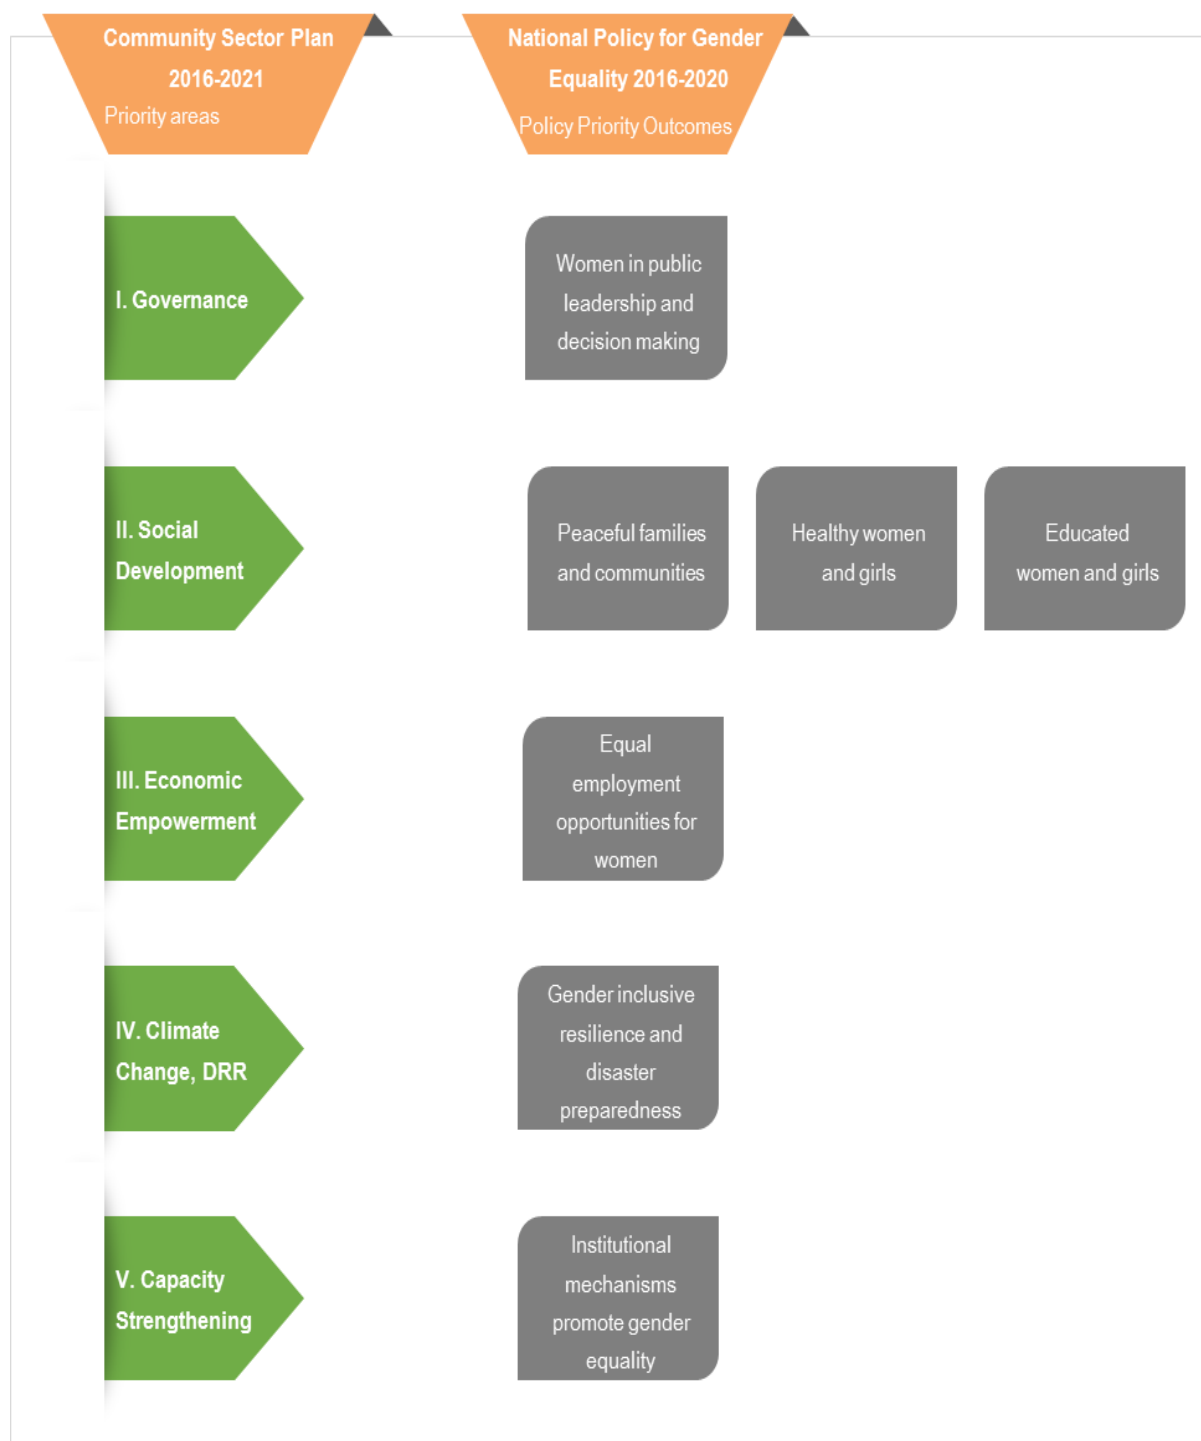 Community Sector Plan
2016-2021
Priority areas
National Policy for Gender
Equality 2016-2020
Policy Priority Outcomes
I. Governance
Women in public
leadership and
decision making
II. Social
Development
Peaceful families
and communities
Healthy women
and girls
Educated
women and girls
III. Economic
Empowerment
Equal
employment
opportunities for
women
IV. Climate
Change, DRR
Gender inclusive
resilience and
disaster
preparedness
V. Capacity
Strengthening
Institutional
mechanisms
promote gender
equality